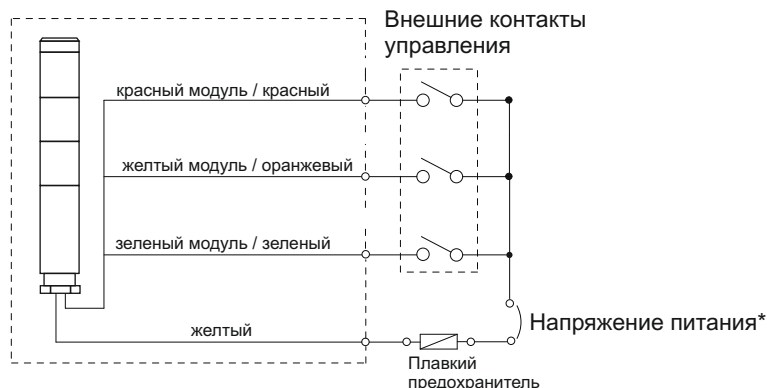 Внешние контакты
управления
красный модуль / красный
желтый модуль / оранжевый
зеленый модуль / зеленый
желтый
Напряжение питания*
Плавкий
предохранитель